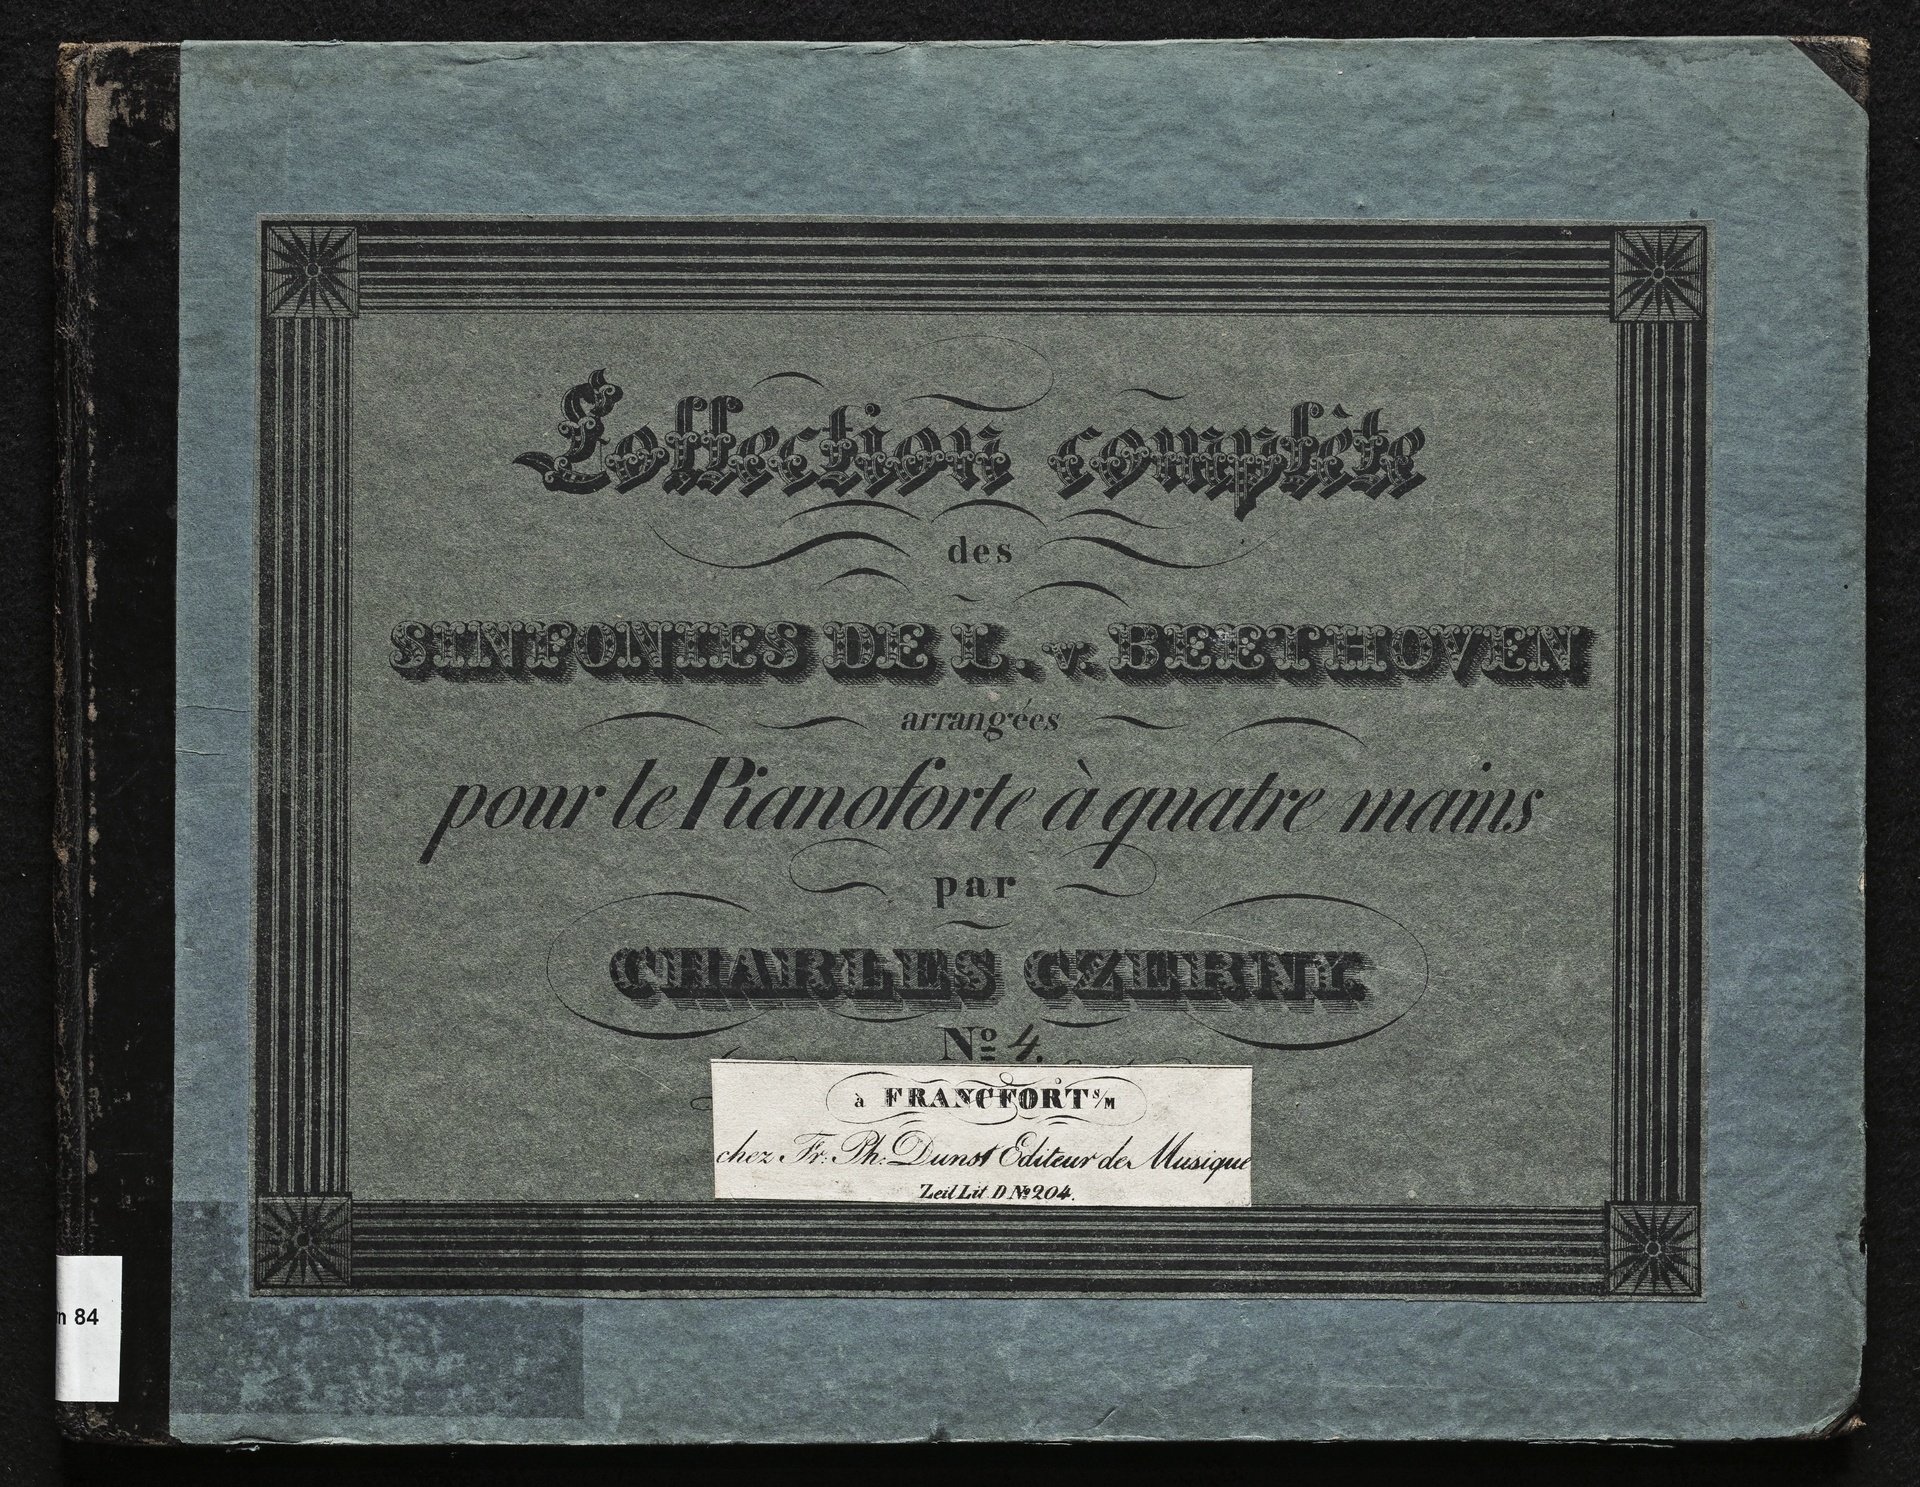 Collection complète
des
SINFONIES DE L. v. BEETHOVEN
arrangées
pour le Pianoforte à quatre mains
par
CHARLES CZERNY.
Nº 4.
à FRANCFORT s/M
chez Fr. Ph. Dunst Editeur de Musique
Zeil Lit D Nº 204.
n 84